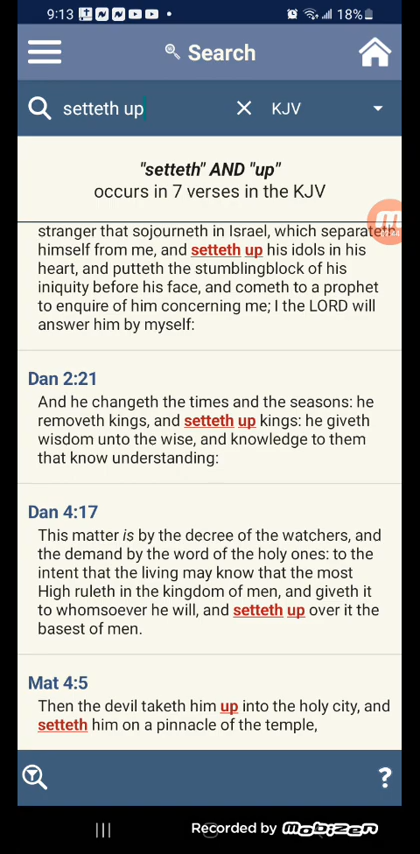 9:13 18%
Search
setteth up KJV
"setteth" AND "up"
occurs in 7 verses in the KJV
stranger that sojourneth in Israel, which separateth
himself from me, and setteth up his idols in his
heart, and putteth the stumblingblock of his
iniquity before his face, and cometh to a prophet
to enquire of him concerning me; I the LORD will
answer him by myself:
Dan 2:21
And he changeth the times and the seasons: he
removeth kings, and setteth up kings: he giveth
wisdom unto the wise, and knowledge to them
that know understanding:
Dan 4:17
This matter is by the decree of the watchers, and
the demand by the word of the holy ones: to the
intent that the living may know that the most
High ruleth in the kingdom of men, and giveth it
to whomsoever he will, and setteth up over it the
basest of men.
Mat 4:5
Then the devil taketh him up into the holy city, and
setteth him on a pinnacle of the temple,
?
Recorded by mobizen